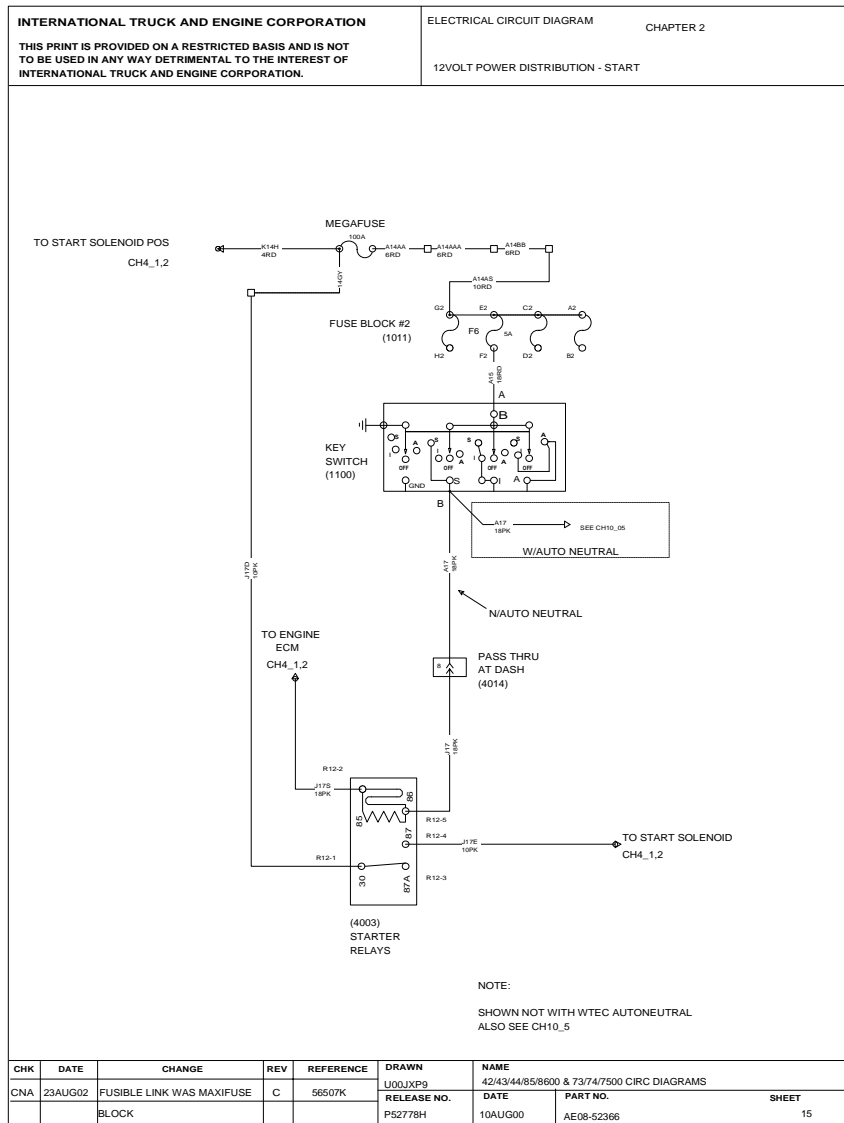 INTERNATIONAL TRUCK AND ENGINE CORPORATION
THIS PRINT IS PROVIDED ON A RESTRICTED BASIS AND IS NOT
TO BE USED IN ANY WAY DETRIMENTAL TO THE INTEREST OF
INTERNATIONAL TRUCK AND ENGINE CORPORATION.
ELECTRICAL CIRCUIT DIAGRAM
CHAPTER 2
12VOLT POWER DISTRIBUTION - START
MEGAFUSE
100A
TO START SOLENOID POS
CH4_1,2
K14H
4RD
A14AA
6RD
A14AAA
6RD
A14BB
6RD
14GY
A14AS
10RD
G2
E2
C2
A2
FUSE BLOCK #2
(1011)
F6
5A
H2
F2
D2
B2
A15
18RD
A
B
KEY
SWITCH
(1100)
S
I
A
OFF
S
I
A
OFF
S
I
A
OFF
S
I
A
OFF
GND
S
I
A
B
A17
18PK
SEE CH10_05
W/AUTO NEUTRAL
J17D
10PK
A17
18PK
N/AUTO NEUTRAL
TO ENGINE
ECM
CH4_1,2
8
PASS THRU
AT DASH
(4014)
J17
18PK
R12-2
J17S
18PK
86
85
R12-5
87
R12-4
J17E
10PK
TO START SOLENOID
CH4_1,2
R12-1
30
87A
R12-3
(4003)
STARTER
RELAYS
NOTE:
SHOWN NOT WITH WTEC AUTONEUTRAL
ALSO SEE CH10_5
CHK DATE CHANGE REV REFERENCE
CNA 23AUG02 FUSIBLE LINK WAS MAXIFUSE C 56507K
BLOCK
DRAWN
U00JXP9
NAME
42/43/44/85/8600 & 73/74/7500 CIRC DIAGRAMS
RELEASE NO.
P52778H
DATE
10AUG00
PART NO.
AE08-52366
SHEET
15